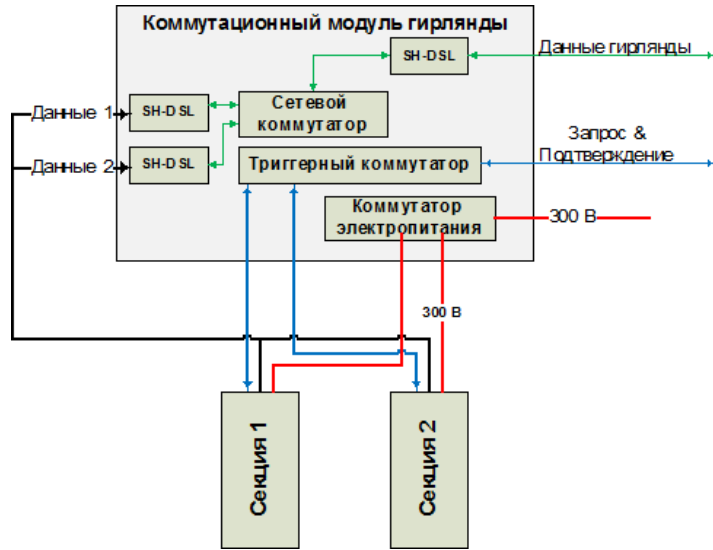 Коммутационный модуль гирлянды
SH-DSL
Данные гирлянды
Данные 1
SH-DSL
Сетевой
коммутатор
Запрос &
Подтверждение
Данные 2
SH-DSL
Триггерный коммутатор
Коммутатор
электропитания
300 В
300 В
Секция 1
Секция 2